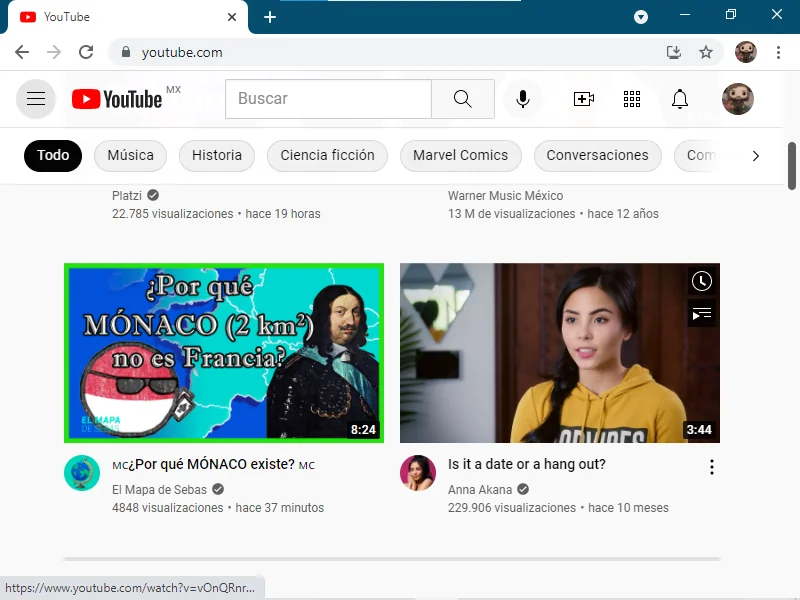 YouTube
youtube.com
YouTube MX
Buscar
Todo
Música
Historia
Ciencia ficción
Marvel Comics
Conversaciones
Com
Platzi
22.785 visualizaciones • hace 19 horas
Warner Music México
13 M de visualizaciones • hace 12 años
¿Por qué
MÓNACO (2 km²)
no es Francia?
EL MAPA
DE SEBAS
8:24
GOOD VIBES
3:44
MC¿Por qué MÓNACO existe? MC
El Mapa de Sebas
4848 visualizaciones • hace 37 minutos
Is it a date or a hang out?
Anna Akana
229.906 visualizaciones • hace 10 meses
https://www.youtube.com/watch?v=vOnQRnr...